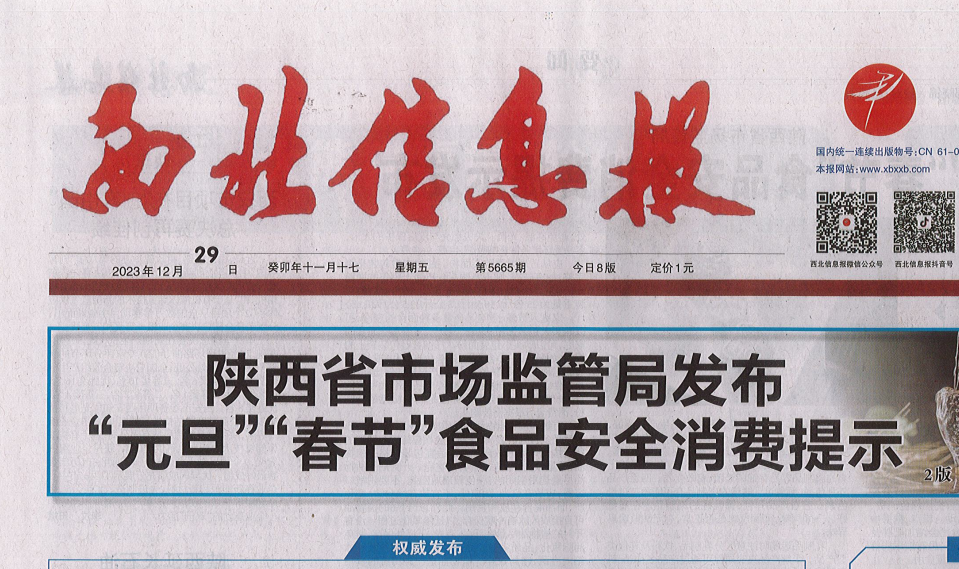 西北信息报
国内统一连续出版物号:CN 61-0
本报网站:www.xbxxb.com
西北信息报微信公众号
西北信息报抖音号
2023年12月29日 癸卯年十一月十七 星期五 第5665期 今日8版 定价1元
陕西省市场监管局发布
“元旦”“春节”食品安全消费提示
2版
权威发布